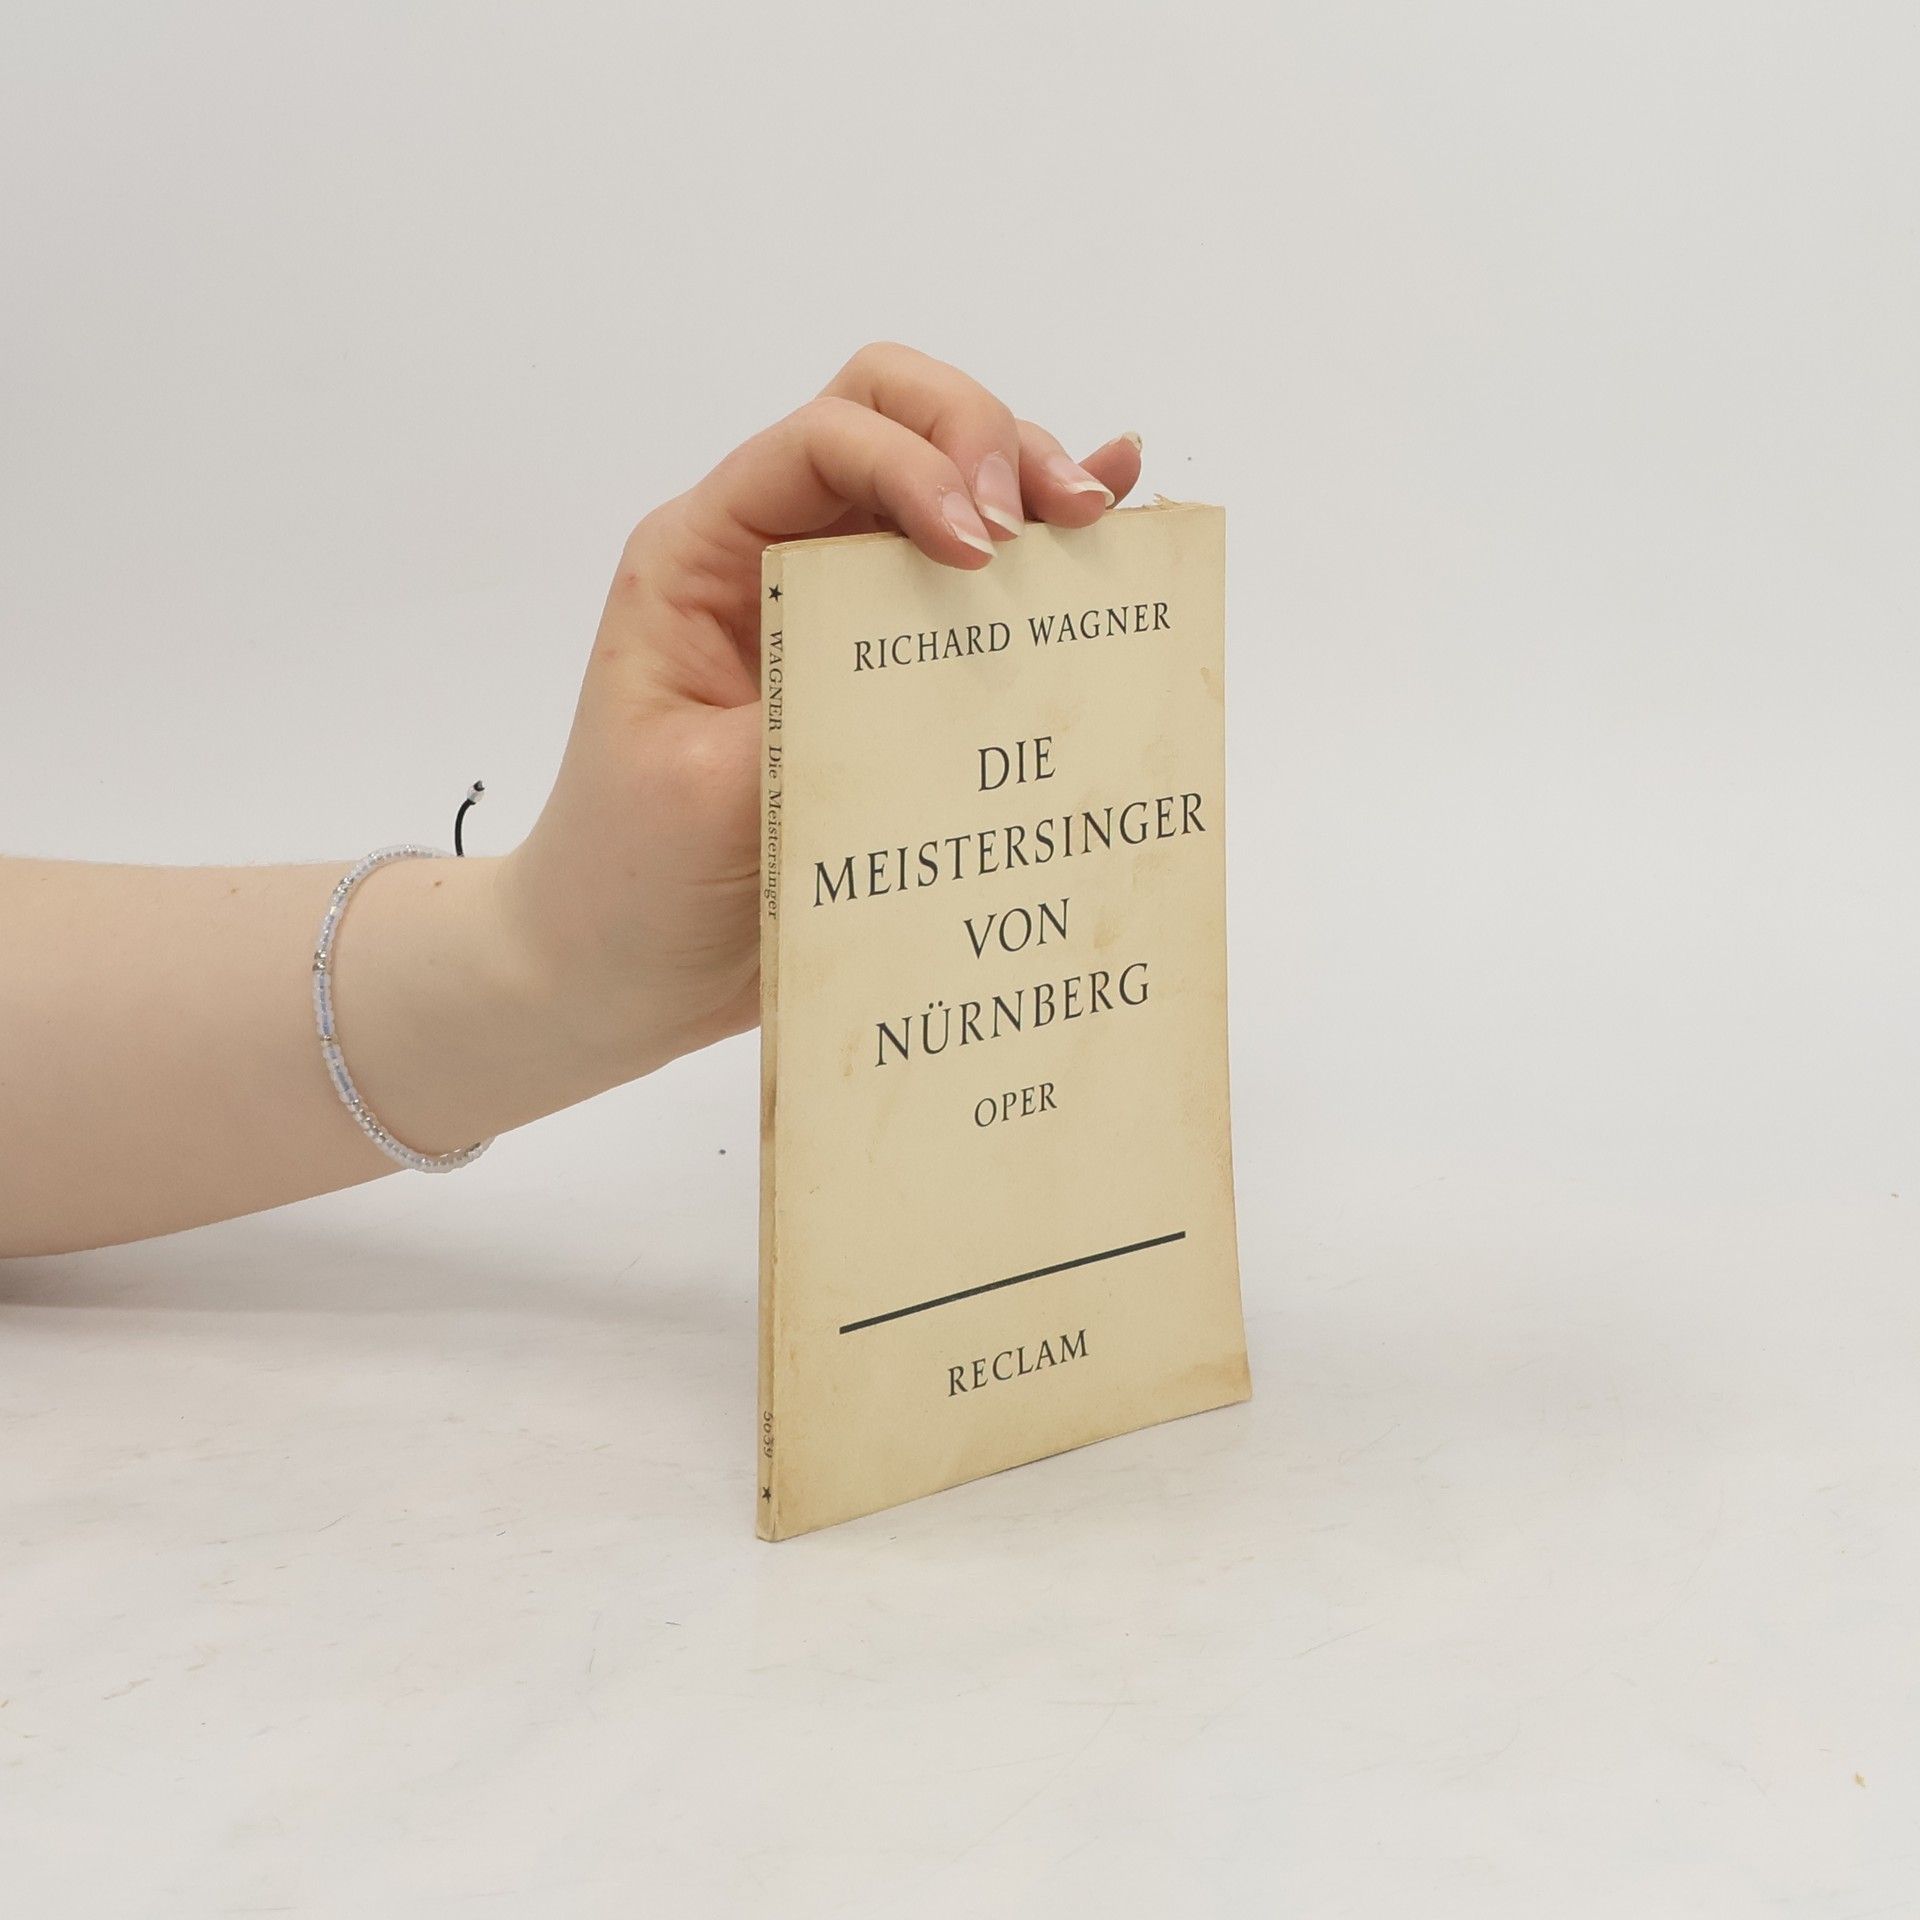 RICHARD WAGNER
DIE
MEISTERSINGER
VON
NÜRNBERG
OPER
RECLAM
★ WAGNER Die Meistersinger 5639 ★